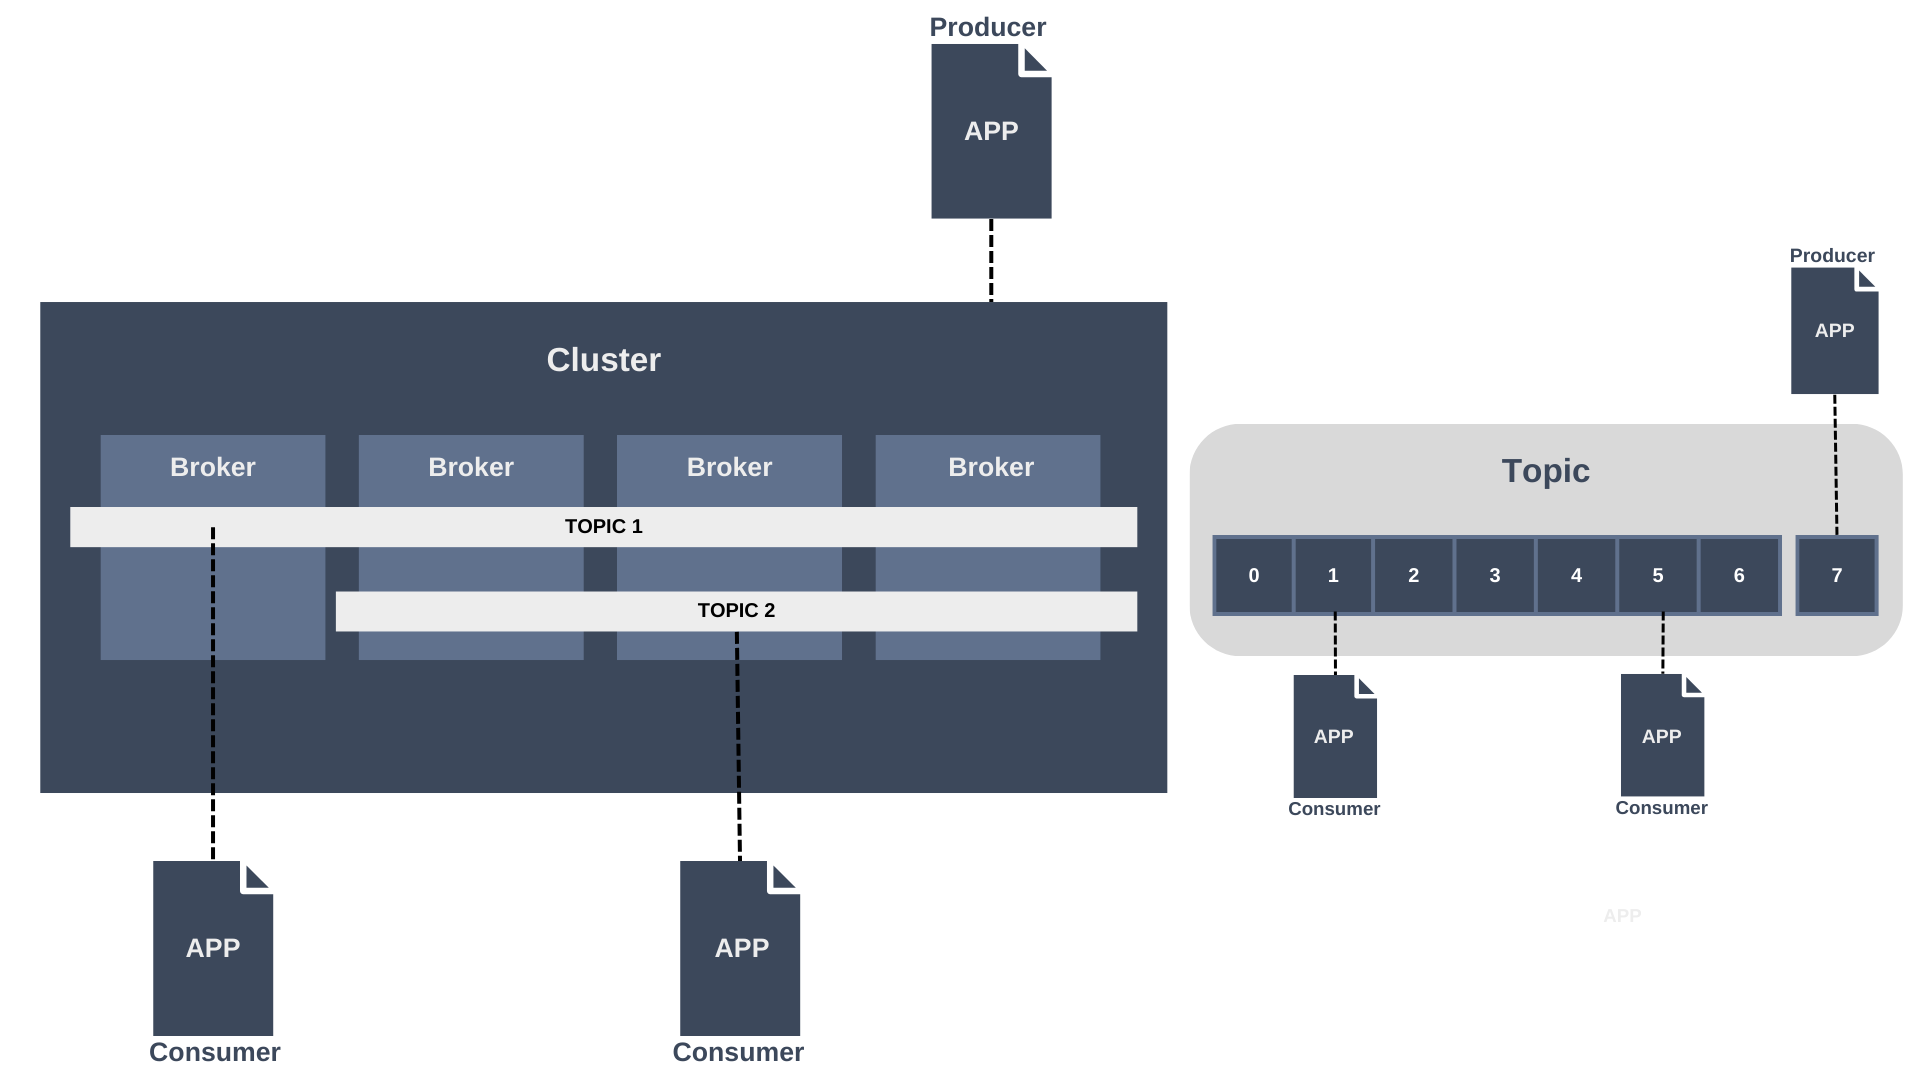 Producer
APP
Cluster
Broker Broker Broker Broker
TOPIC 1
TOPIC 2
APP
Consumer
APP
Consumer
Producer
APP
Topic
0 1 2 3 4 5 6 7
APP
Consumer
APP
Consumer
APP